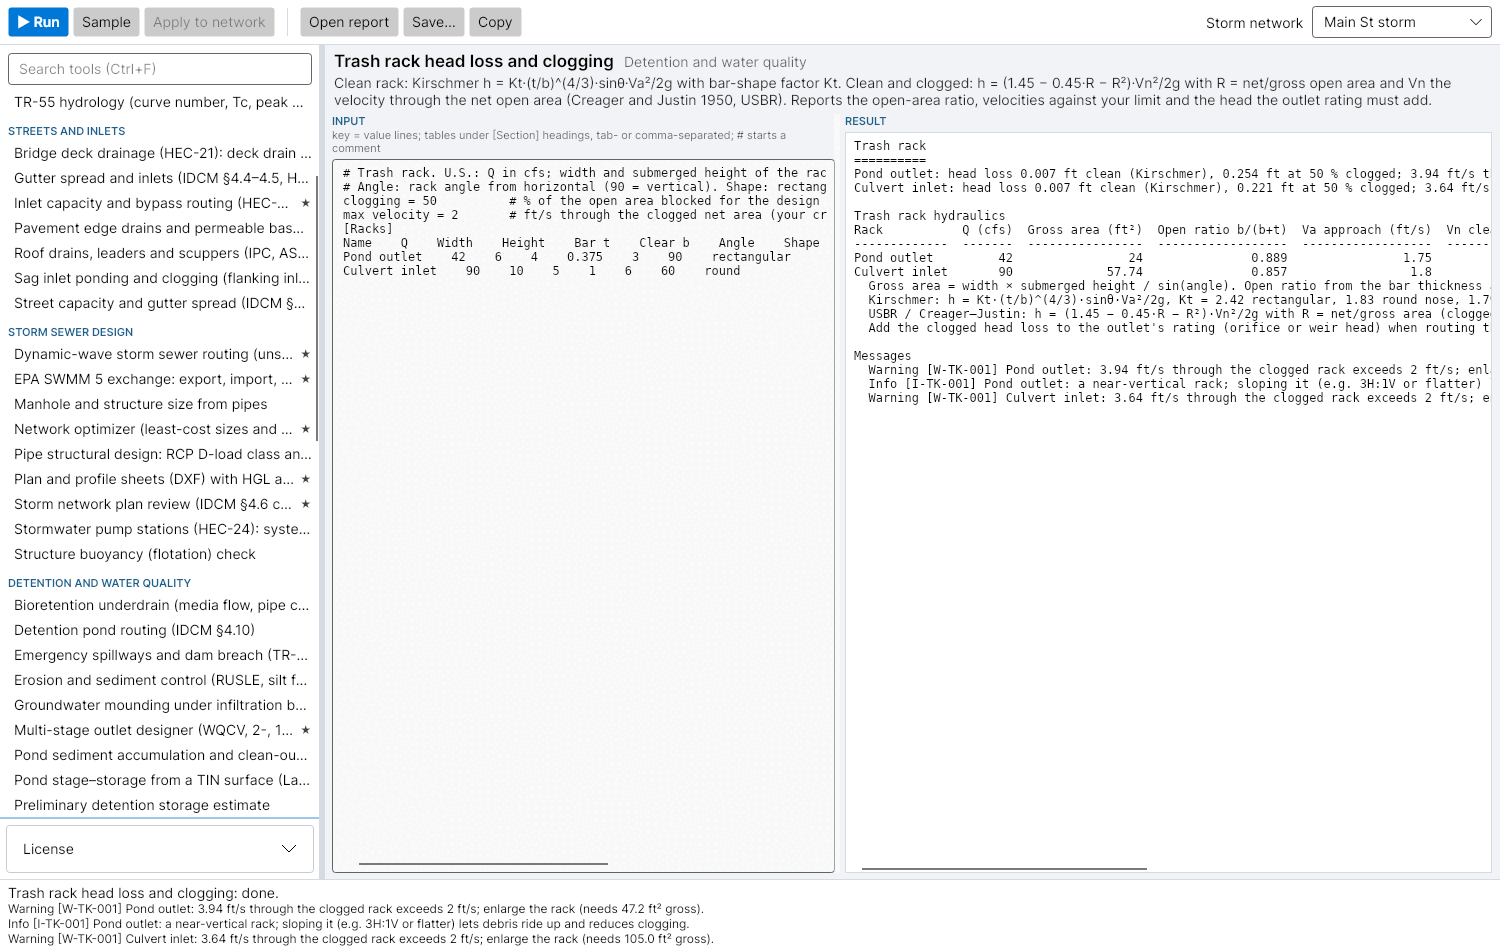 Run
Sample
Apply to network
Open report
Save...
Copy
Storm network
Main St storm
Search tools (Ctrl+F)
TR-55 hydrology (curve number, Tc, peak ...
STREETS AND INLETS
Bridge deck drainage (HEC-21): deck drain ...
Gutter spread and inlets (IDCM §4.4–4.5, H...
Inlet capacity and bypass routing (HEC-... ★
Pavement edge drains and permeable bas...
Roof drains, leaders and scuppers (IPC, AS...
Sag inlet ponding and clogging (flanking inl...
Street capacity and gutter spread (IDCM §...
STORM SEWER DESIGN
Dynamic-wave storm sewer routing (uns... ★
EPA SWMM 5 exchange: export, import, ... ★
Manhole and structure size from pipes
Network optimizer (least-cost sizes and ... ★
Pipe structural design: RCP D-load class an...
Plan and profile sheets (DXF) with HGL a... ★
Storm network plan review (IDCM §4.6 c... ★
Stormwater pump stations (HEC-24): syste...
Structure buoyancy (flotation) check
DETENTION AND WATER QUALITY
Bioretention underdrain (media flow, pipe c...
Detention pond routing (IDCM §4.10)
Emergency spillways and dam breach (TR-...
Erosion and sediment control (RUSLE, silt f...
Groundwater mounding under infiltration b...
Multi-stage outlet designer (WQCV, 2-, 1... ★
Pond sediment accumulation and clean-ou...
Pond stage–storage from a TIN surface (La...
Preliminary detention storage estimate
License
Trash rack head loss and clogging Detention and water quality
Clean rack: Kirschmer h = Kt·(t/b)^(4/3)·sinθ·Va²/2g with bar-shape factor Kt. Clean and clogged: h = (1.45 − 0.45·R − R²)·Vn²/2g with R = net/gross open area and Vn the
velocity through the net open area (Creager and Justin 1950, USBR). Reports the open-area ratio, velocities against your limit and the head the outlet rating must add.
INPUT
key = value lines; tables under [Section] headings, tab- or comma-separated; # starts a
comment
# Trash rack. U.S.: Q in cfs; width and submerged height of the rac
# Angle: rack angle from horizontal (90 = vertical). Shape: rectang
clogging = 50 # % of the open area blocked for the design
max velocity = 2 # ft/s through the clogged net area (your cr
[Racks]
Name Q Width Height Bar t Clear b Angle Shape
Pond outlet 42 6 4 0.375 3 90 rectangular
Culvert inlet 90 10 5 1 6 60 round
RESULT
Trash rack
==========
Pond outlet: head loss 0.007 ft clean (Kirschmer), 0.254 ft at 50 % clogged; 3.94 ft/s t
Culvert inlet: head loss 0.007 ft clean (Kirschmer), 0.221 ft at 50 % clogged; 3.64 ft/s
Trash rack hydraulics
Rack Q (cfs) Gross area (ft²) Open ratio b/(b+t) Va approach (ft/s) Vn cle
------------- ------- ---------------- ------------------ ------------------ ------
Pond outlet 42 24 0.889 1.75
Culvert inlet 90 57.74 0.857 1.8
Gross area = width × submerged height / sin(angle). Open ratio from the bar thickness
Kirschmer: h = Kt·(t/b)^(4/3)·sinθ·Va²/2g, Kt = 2.42 rectangular, 1.83 round nose, 1.7
USBR / Creager–Justin: h = (1.45 − 0.45·R − R²)·Vn²/2g with R = net/gross area (clogge
Add the clogged head loss to the outlet's rating (orifice or weir head) when routing t
Messages
Warning [W-TK-001] Pond outlet: 3.94 ft/s through the clogged rack exceeds 2 ft/s; enl
Info [I-TK-001] Pond outlet: a near-vertical rack; sloping it (e.g. 3H:1V or flatter)
Warning [W-TK-001] Culvert inlet: 3.64 ft/s through the clogged rack exceeds 2 ft/s; e
Trash rack head loss and clogging: done.
Warning [W-TK-001] Pond outlet: 3.94 ft/s through the clogged rack exceeds 2 ft/s; enlarge the rack (needs 47.2 ft² gross).
Info [I-TK-001] Pond outlet: a near-vertical rack; sloping it (e.g. 3H:1V or flatter) lets debris ride up and reduces clogging.
Warning [W-TK-001] Culvert inlet: 3.64 ft/s through the clogged rack exceeds 2 ft/s; enlarge the rack (needs 105.0 ft² gross).